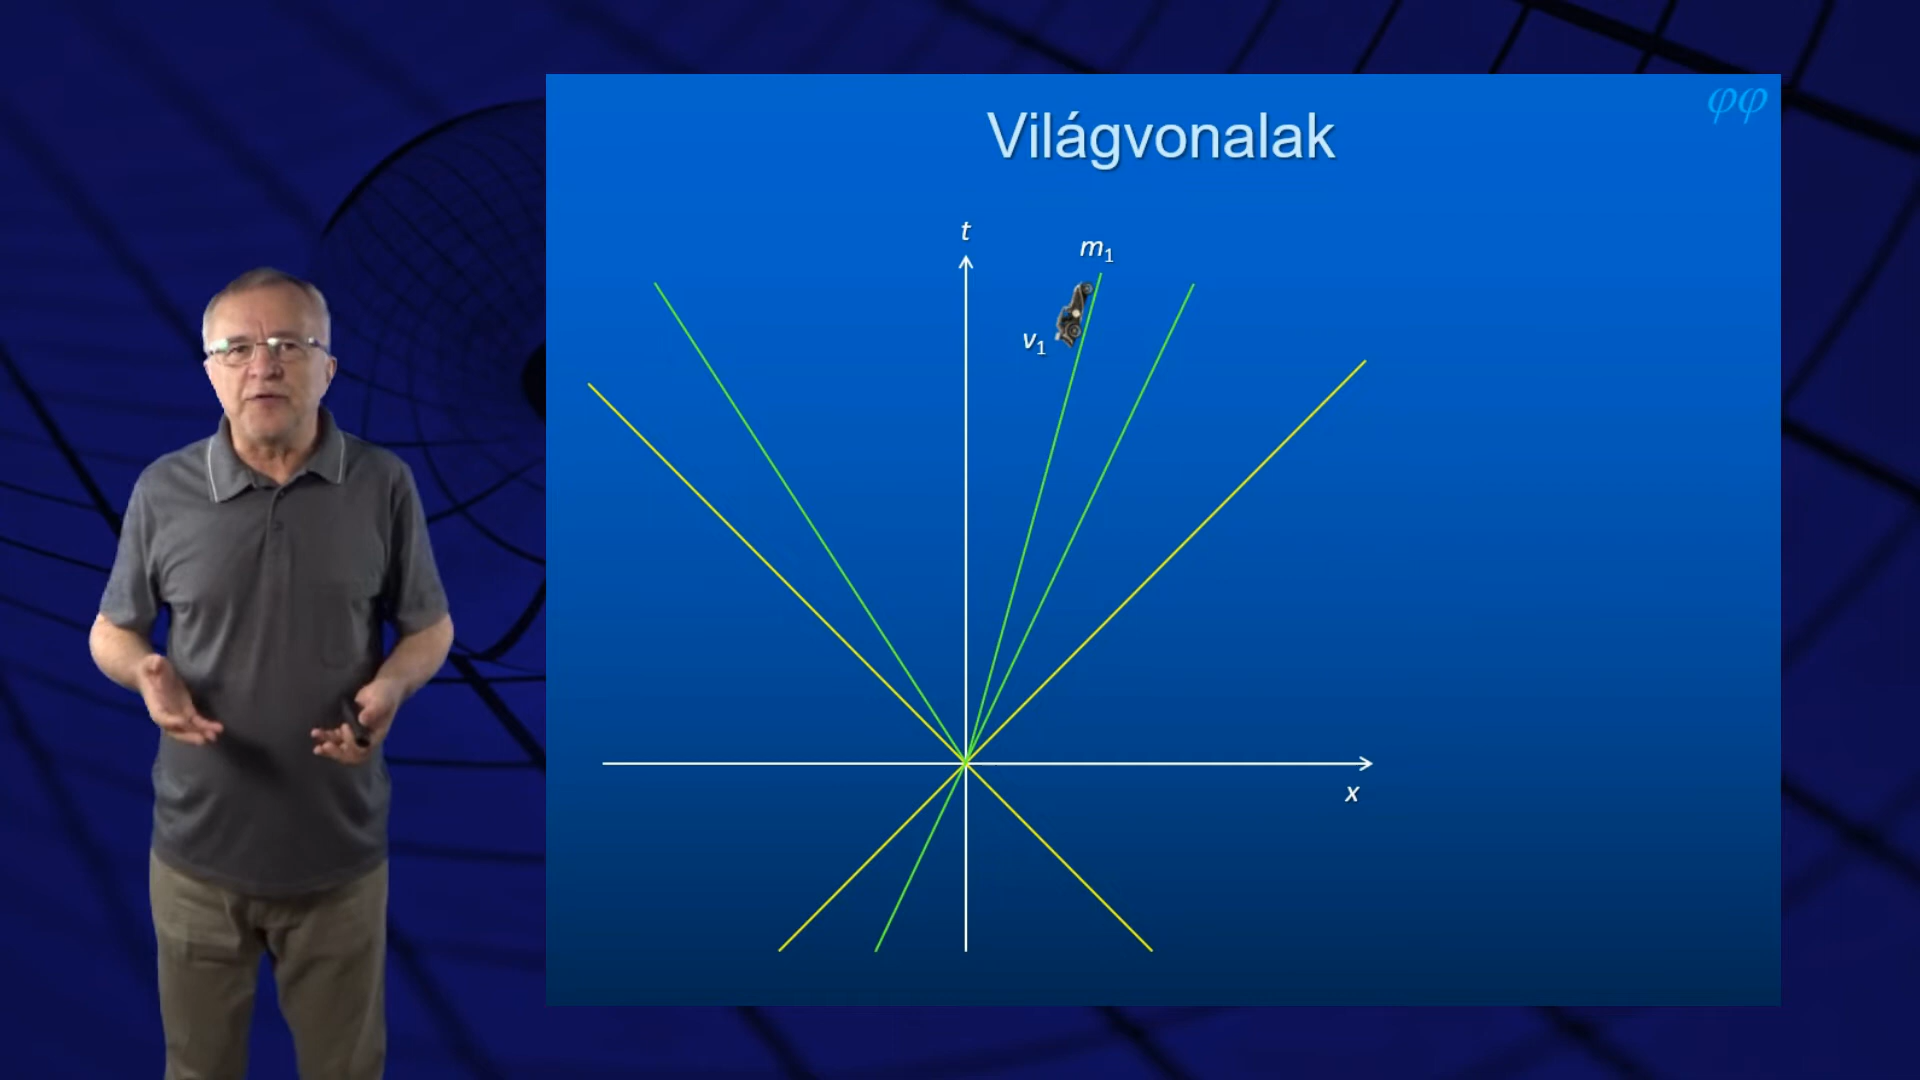 φφ
Világvonalak
t
m₁
v₁
x